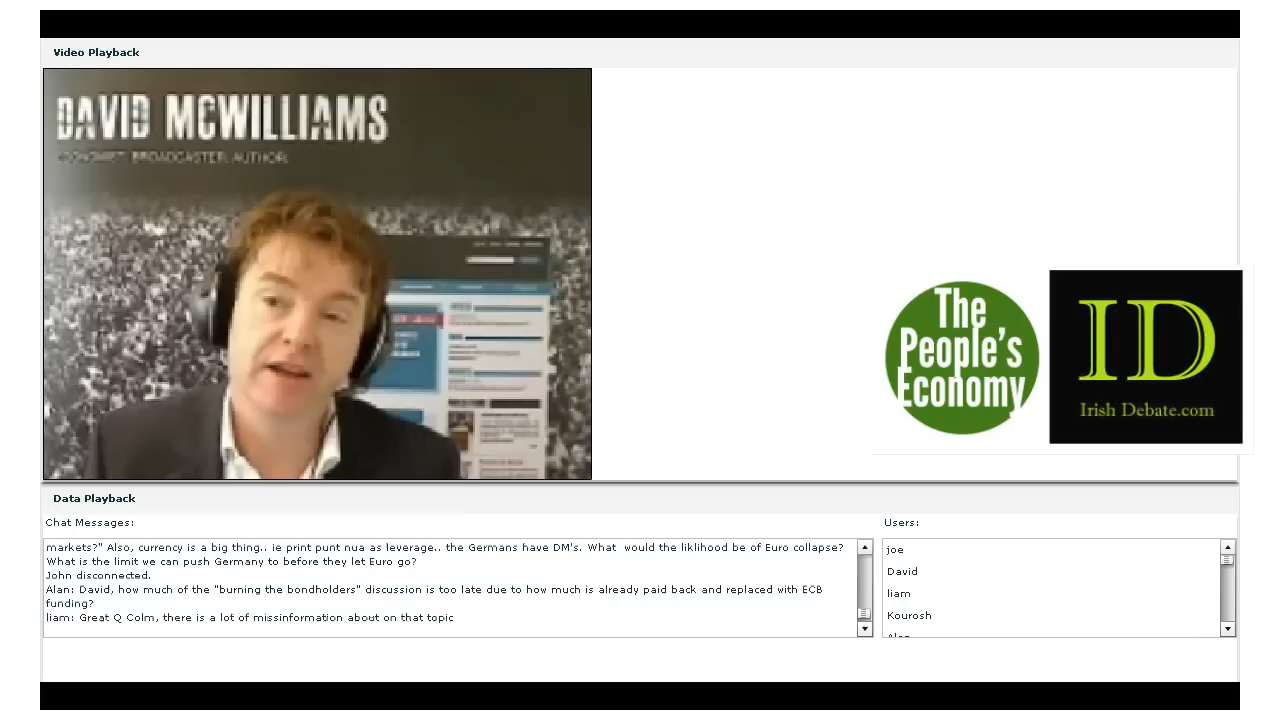 Video Playback
DAVID MCWILLIAMS
ECONOMIST. BROADCASTER. AUTHOR.
The
People's
Economy
ID
Irish Debate.com
Data Playback
Chat Messages:
markets?" Also, currency is a big thing.. ie print punt nua as leverage.. the Germans have DM's. What  would the liklihood be of Euro collapse?
What is the limit we can push Germany to before they let Euro go?
John disconnected.
Alan: David, how much of the "burning the bondholders" discussion is too late due to how much is already paid back and replaced with ECB
funding?
liam: Great Q Colm, there is a lot of missinformation about on that topic
Users:
joe
David
liam
Kourosh
Alan